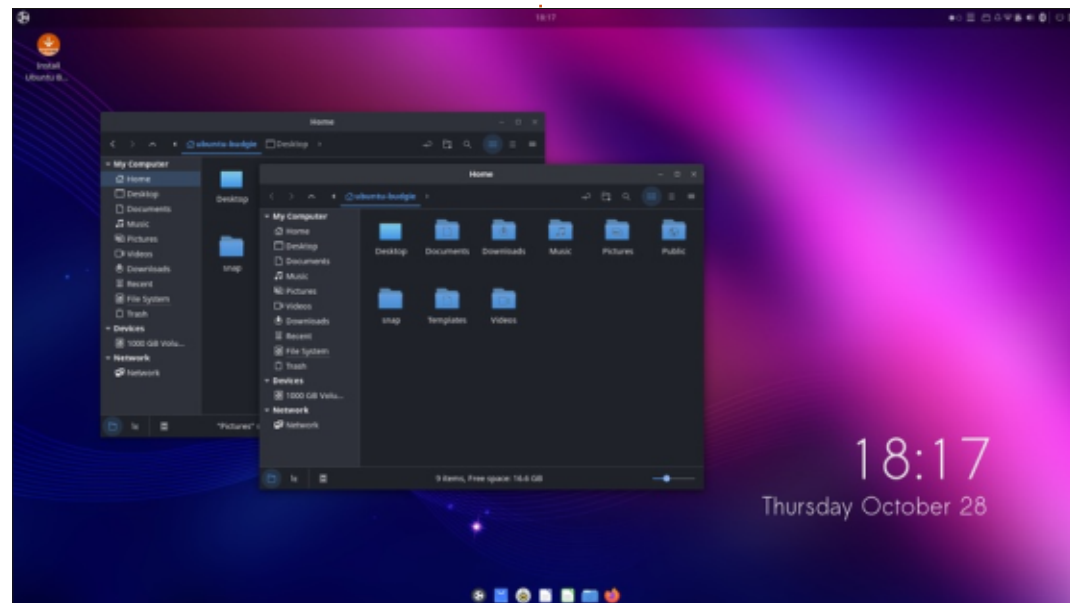 18:17
Install
Ubuntu B...
Home
ubuntu-budgie
Desktop
My Computer
Home
Desktop
Documents
Music
Pictures
Videos
Downloads
Recent
File System
Trash
Devices
1000 GB Volu...
Network
Network
Desktop
snap
"Pictures"
Home
ubuntu-budgie
My Computer
Home
Desktop
Documents
Music
Pictures
Videos
Downloads
Recent
File System
Trash
Devices
1000 GB Volu...
Network
Network
Desktop Documents Downloads Music Pictures Public
snap Templates Videos
9 items, Free space: 16.6 GB
18:17
Thursday October 28